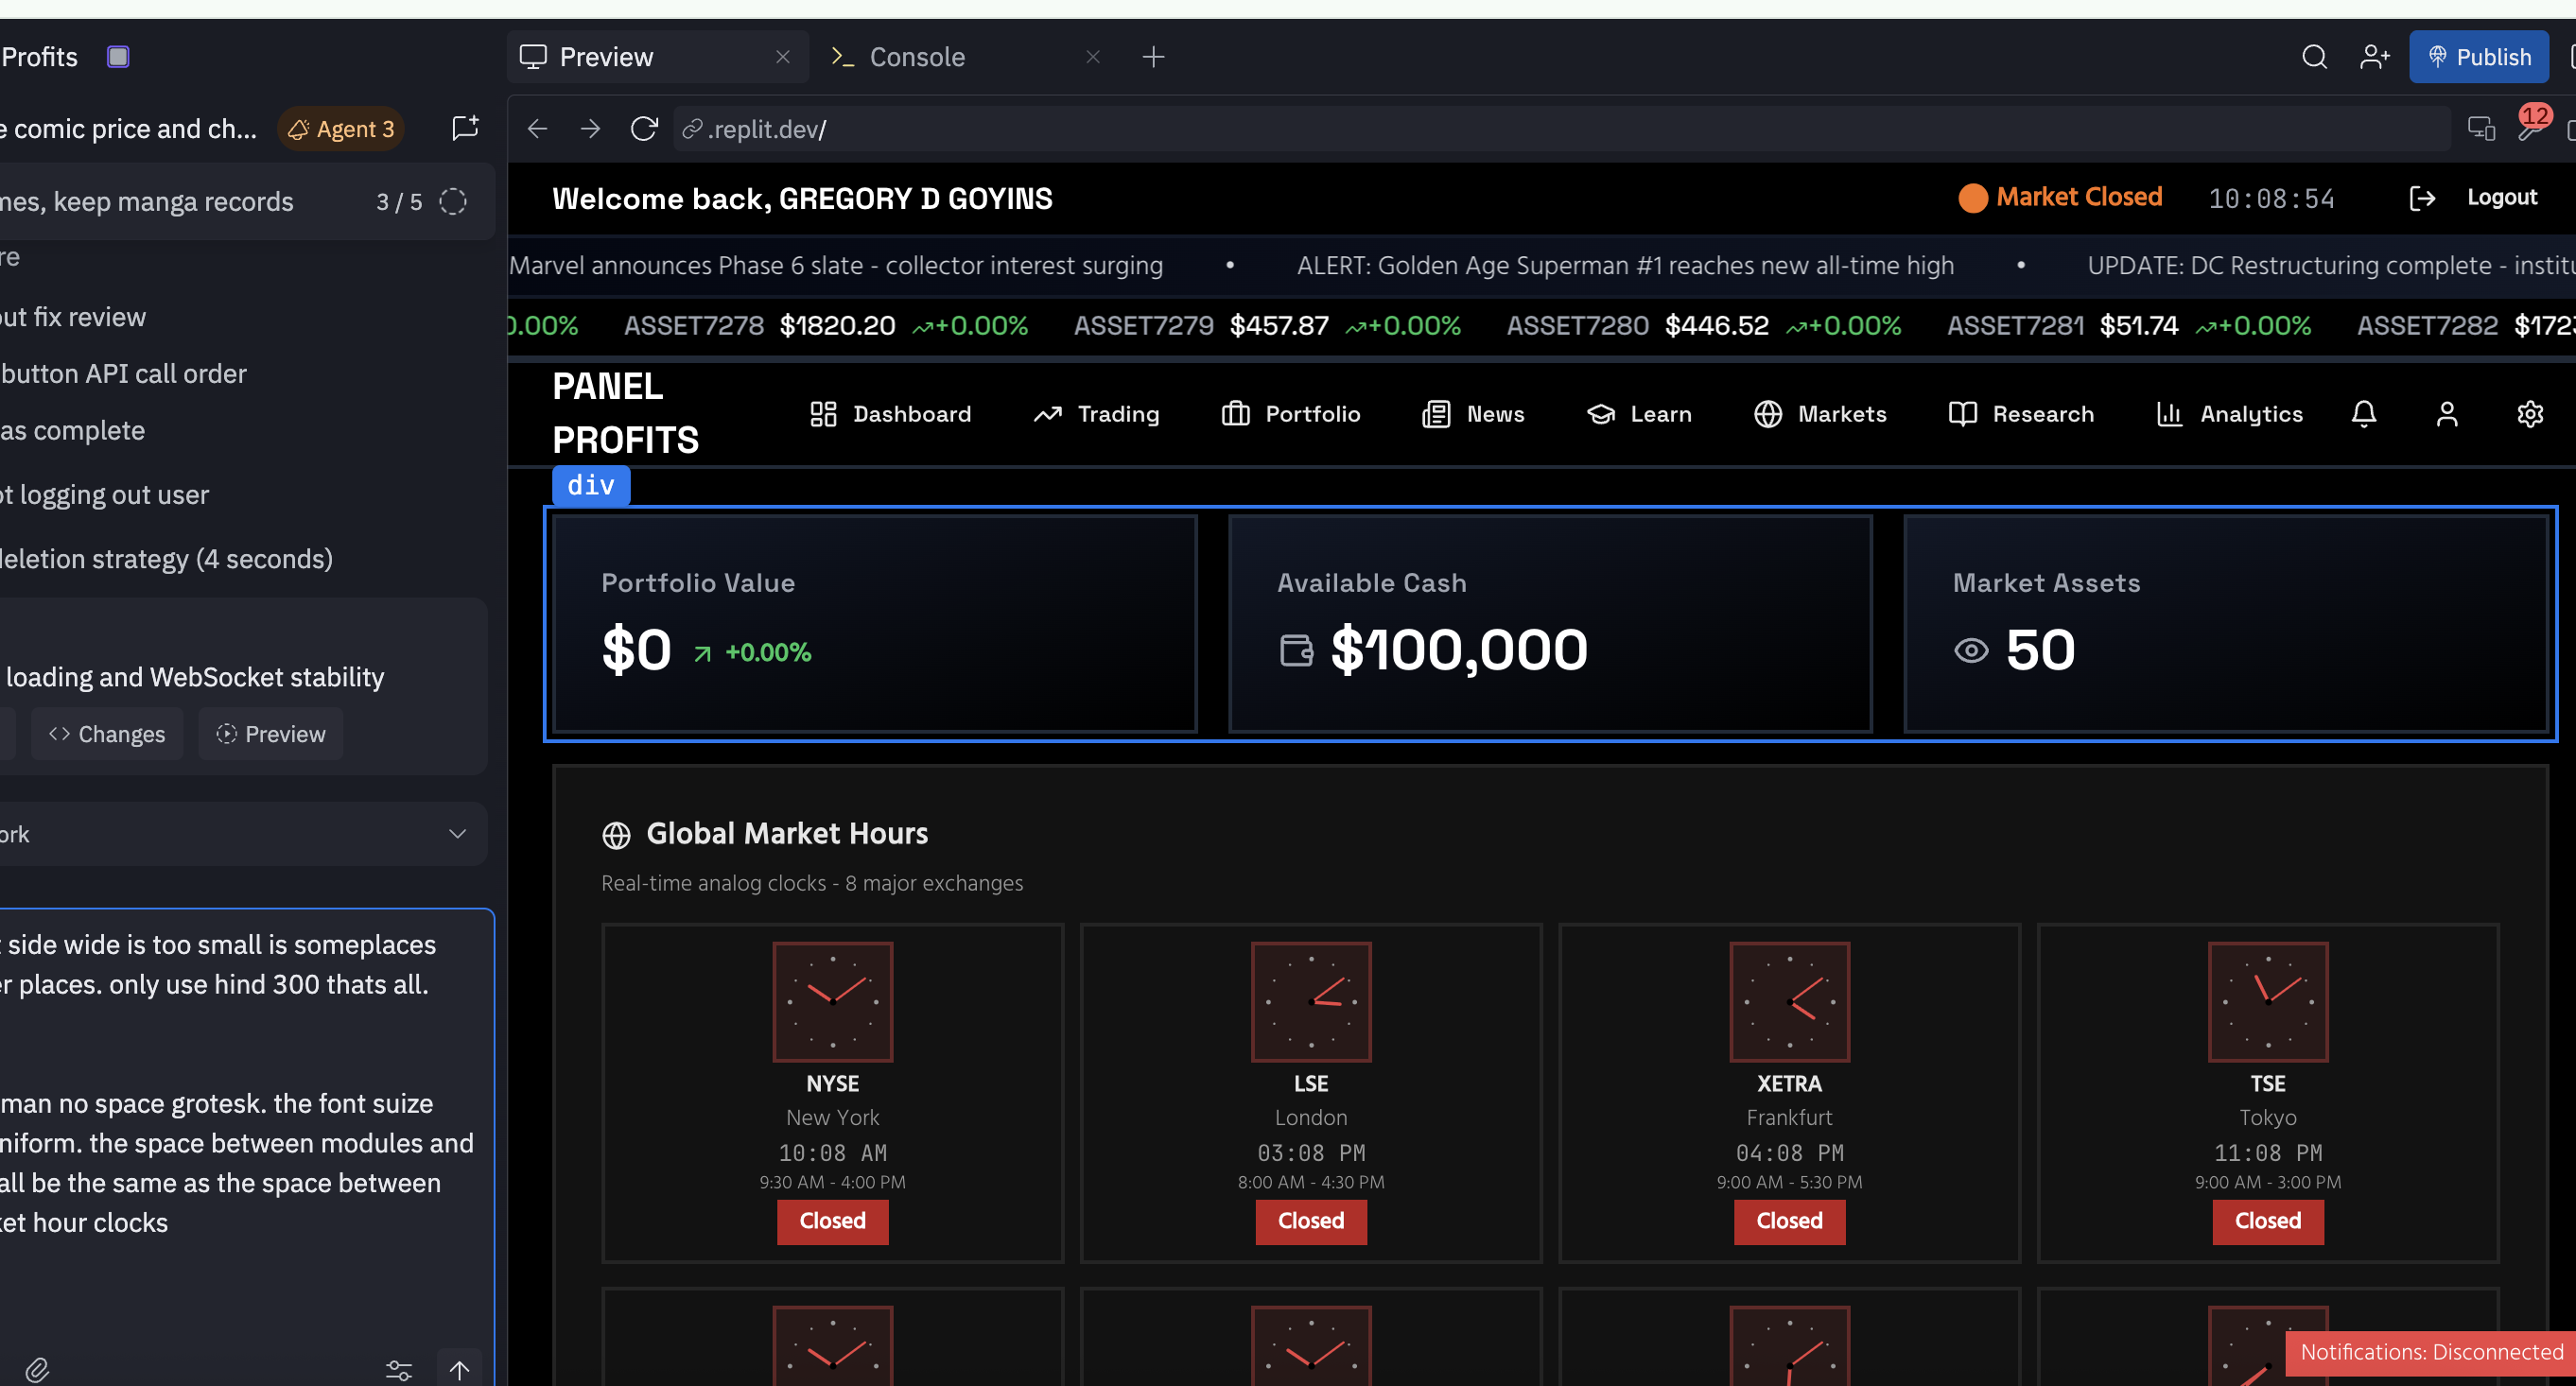 Profits
Preview
Console
Publish
e comic price and ch...
Agent 3
.replit.dev/
12
mes, keep manga records
3 / 5
re
out fix review
button API call order
as complete
ot logging out user
deletion strategy (4 seconds)
loading and WebSocket stability
Changes
Preview
ork
t side wide is too small is someplaces
er places. only use hind 300 thats all.
man no space grotesk. the font suize
niform. the space between modules and
all be the same as the space between
ket hour clocks
Welcome back, GREGORY D GOYINS
Market Closed
10:08:54
Logout
Marvel announces Phase 6 slate - collector interest surging • ALERT: Golden Age Superman #1 reaches new all-time high • UPDATE: DC Restructuring complete - institu
0.00% ASSET7278 $1820.20 +0.00% ASSET7279 $457.87 +0.00% ASSET7280 $446.52 +0.00% ASSET7281 $51.74 +0.00% ASSET7282 $172
PANEL
PROFITS
Dashboard
Trading
Portfolio
News
Learn
Markets
Research
Analytics
div
Portfolio Value
$0 +0.00%
Available Cash
$100,000
Market Assets
50
Global Market Hours
Real-time analog clocks - 8 major exchanges
NYSE
New York
10:08 AM
9:30 AM - 4:00 PM
Closed
LSE
London
03:08 PM
8:00 AM - 4:30 PM
Closed
XETRA
Frankfurt
04:08 PM
9:00 AM - 5:30 PM
Closed
TSE
Tokyo
11:08 PM
9:00 AM - 3:00 PM
Closed
Notifications: Disconnected